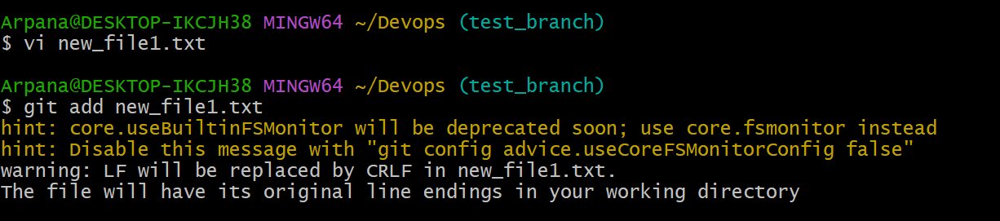 Arpana@DESKTOP-IKCJH38 MINGW64 ~/Devops (test_branch)
$ vi new_file1.txt
Arpana@DESKTOP-IKCJH38 MINGW64 ~/Devops (test_branch)
$ git add new_file1.txt
hint: core.useBuiltinFSMonitor will be deprecated soon; use core.fsmonitor instead
hint: Disable this message with "git config advice.useCoreFSMonitorConfig false"
warning: LF will be replaced by CRLF in new_file1.txt.
The file will have its original line endings in your working directory